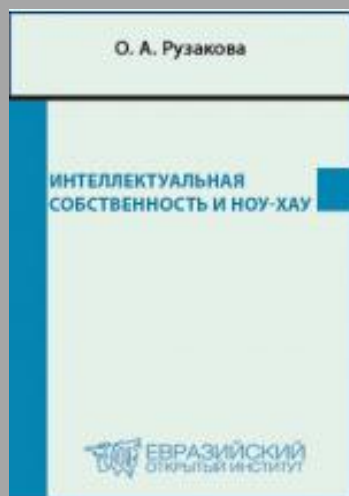 О. А. Рузакова
ИНТЕЛЛЕКТУАЛЬНАЯ
СОБСТВЕННОСТЬ И НОУ-ХАУ
ЕВРАЗИЙСКИЙ
ОТКРЫТЫЙ ИНСТИТУТ